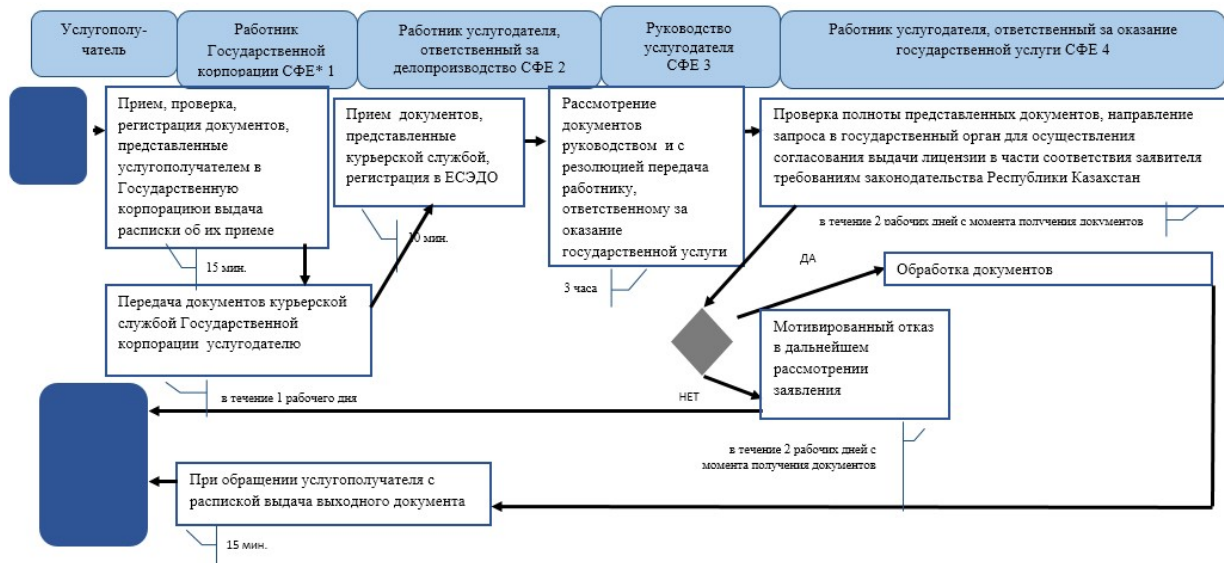 Услугополу-
чатель
Работник
Государственной
корпорации СФЕ* 1
Работник услугодателя,
ответственный за
делопроизводство СФЕ 2
Руководство
услугодателя
СФЕ 3
Работник услугодателя, ответственный за оказание
государственной услуги СФЕ 4
Прием, проверка,
регистрация документов,
представленные
услугополучателем в
Государственную
корпорациюи выдача
расписки об их приеме
15 мин.
Передача документов курьерской
службой Государственной
корпорации услугодателю
в течение 1 рабочего дня
Прием документов,
представленные
курьерской службой,
регистрация в ЕСЭДО
10 мин.
Рассмотрение
документов
руководством и с
резолюцией передача
работнику,
ответственному за
оказание
государственной услуги
3 часа
Проверка полноты представленных документов, направление
запроса в государственный орган для осуществления
согласования выдачи лицензии в части соответствия заявителя
требованиям законодательства Республики Казахстан
в течение 2 рабочих дней с момента получения документов
ДА
Обработка документов
НЕТ
Мотивированный отказ
в дальнейшем
рассмотрении
заявления
в течение 2 рабочих дней с
момента получения документов
При обращении услугополучателя с
распиской выдача выходного документа
15 мин.